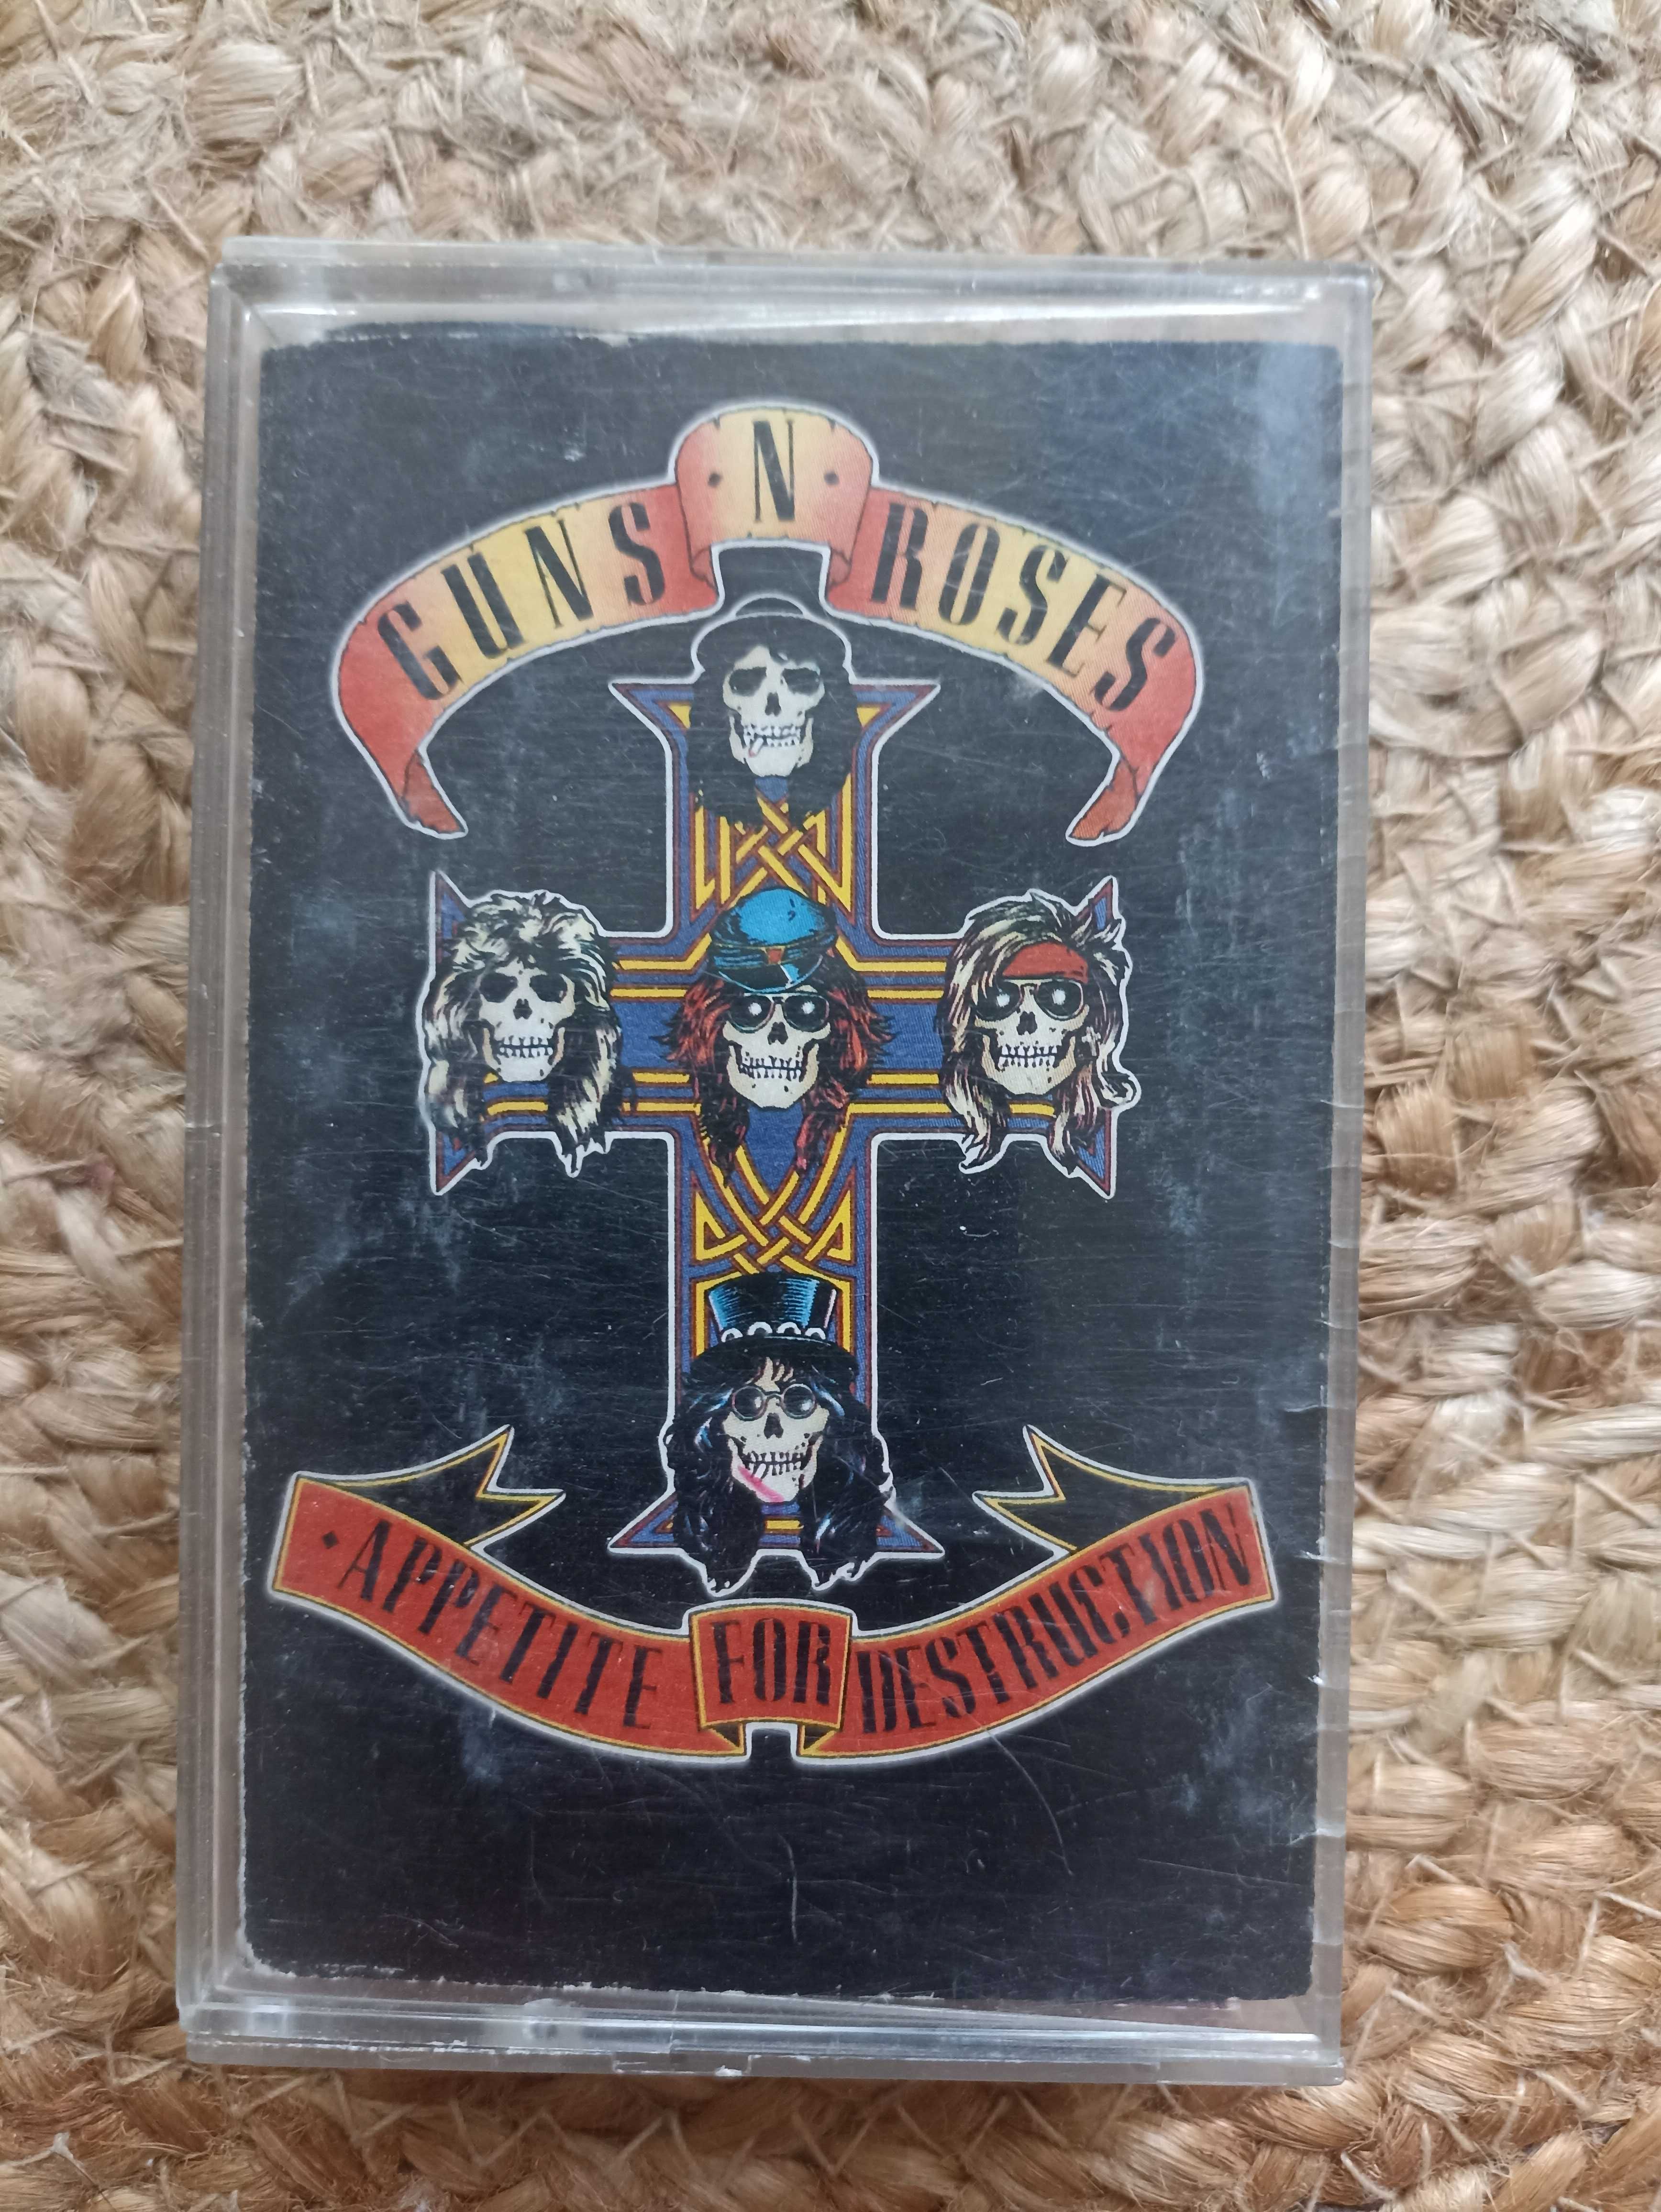 GUNS · N · ROSES
· APPETITE FOR DESTRUCTION